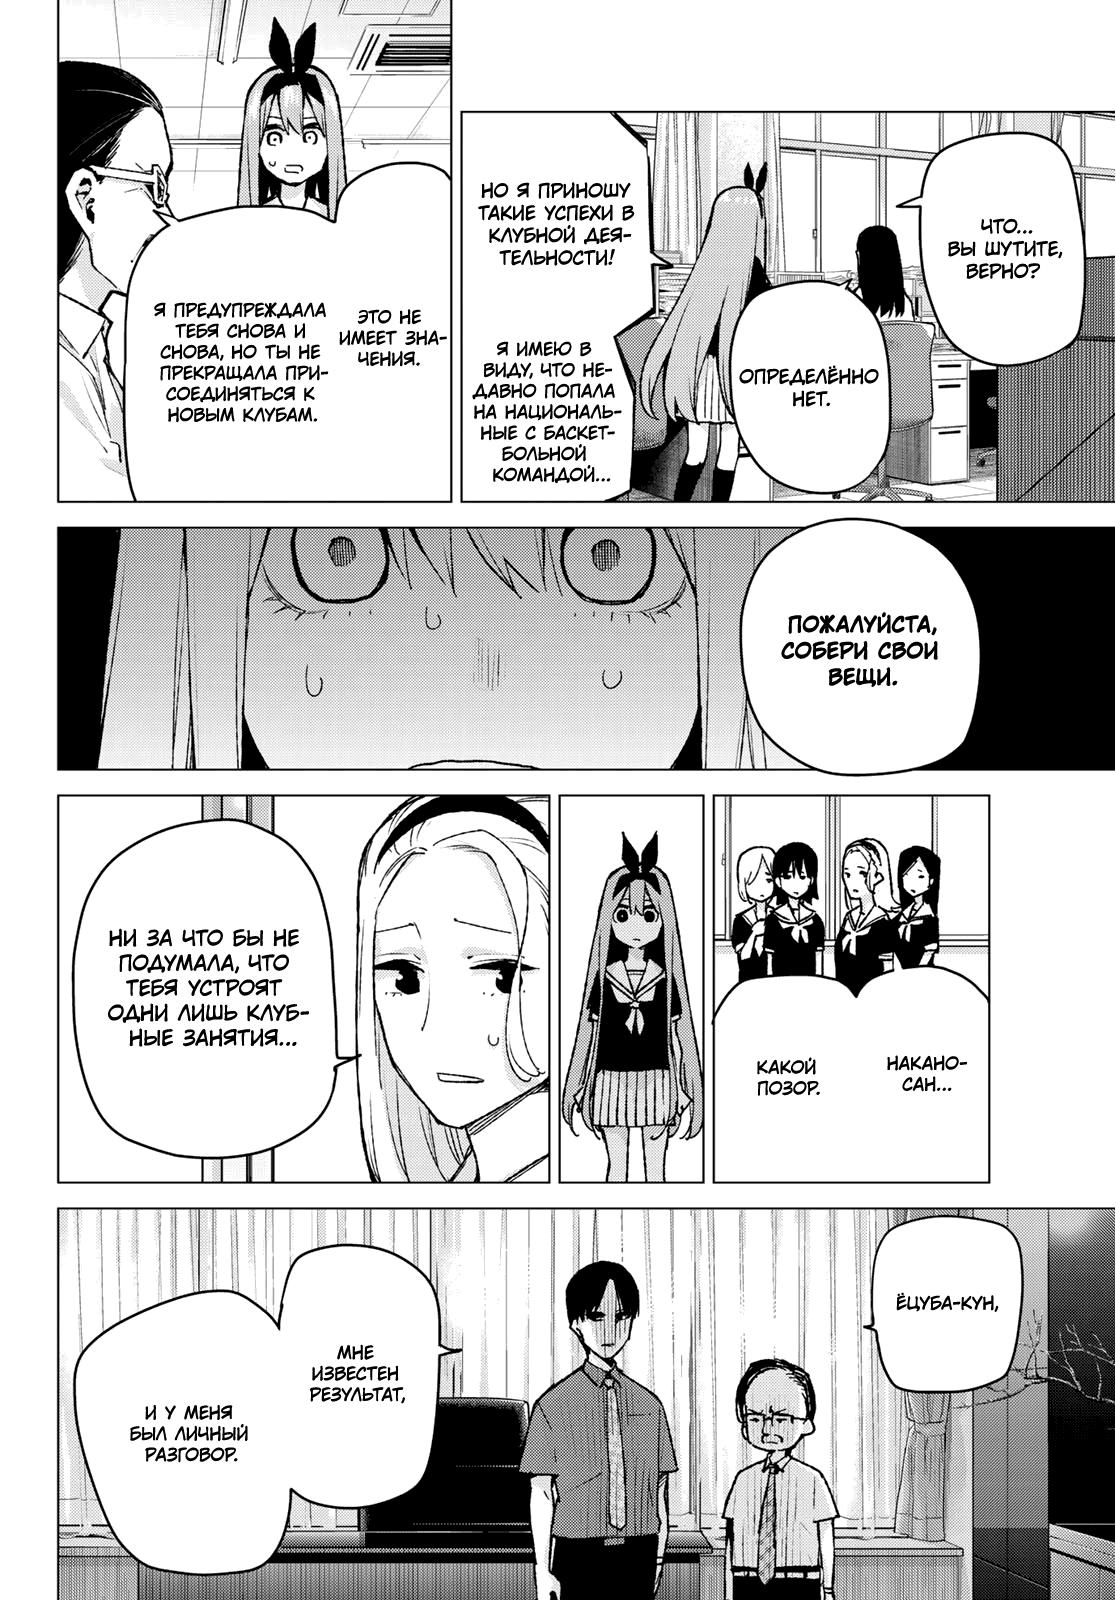 ЧТО...
ВЫ ШУТИТЕ,
ВЕРНО?
ОПРЕДЕЛЁННО
НЕТ.
НО Я ПРИНОШУ
ТАКИЕ УСПЕХИ В
КЛУБНОЙ ДЕЯ-
ТЕЛЬНОСТИ!
Я ИМЕЮ В
ВИДУ, ЧТО НЕ-
ДАВНО ПОПАЛА
НА НАЦИОНАЛЬ-
НЫЕ С БАСКЕТ-
БОЛЬНОЙ
КОМАНДОЙ...
ЭТО НЕ
ИМЕЕТ ЗНА-
ЧЕНИЯ.
Я ПРЕДУПРЕЖДАЛА
ТЕБЯ СНОВА И
СНОВА, НО ТЫ НЕ
ПРЕКРАЩАЛА ПРИ-
СОЕДИНЯТЬСЯ К
НОВЫМ КЛУБАМ.
ПОЖАЛУЙСТА,
СОБЕРИ СВОИ
ВЕЩИ.
НАКАНО-
САН...
КАКОЙ
ПОЗОР.
НИ ЗА ЧТО БЫ НЕ
ПОДУМАЛА, ЧТО
ТЕБЯ УСТРОЯТ
ОДНИ ЛИШЬ КЛУБ-
НЫЕ ЗАНЯТИЯ...
ЁЦУБА-КУН,
МНЕ
ИЗВЕСТЕН
РЕЗУЛЬТАТ,
И У МЕНЯ
БЫЛ ЛИЧНЫЙ
РАЗГОВОР.